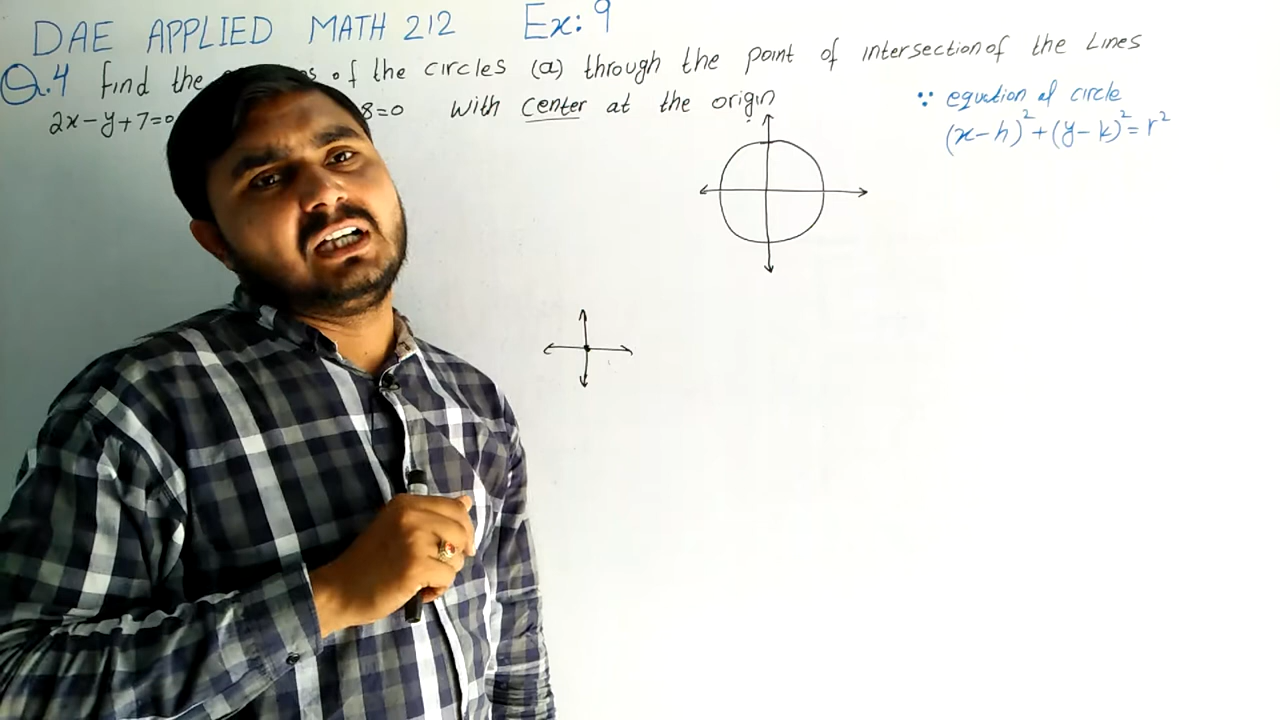 DAE APPLIED MATH 212 Ex: 9
Q.4 find the of the circles (a) through the point of intersection of the Lines
2x-y+7=0 8=0 with center at the origin
∵ equation of circle
(x-h)²+(y-k)²=r²